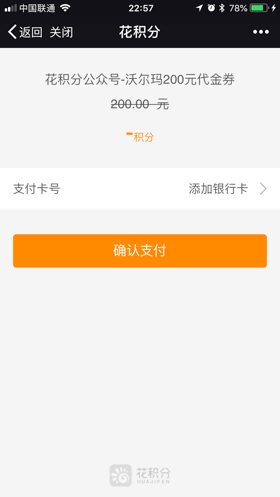 中国联通 22:57 78%
返回 关闭 花积分
花积分公众号-沃尔玛200元代金券
200.00 元
-积分
支付卡号 添加银行卡
确认支付
花积分
HUAJIFEN